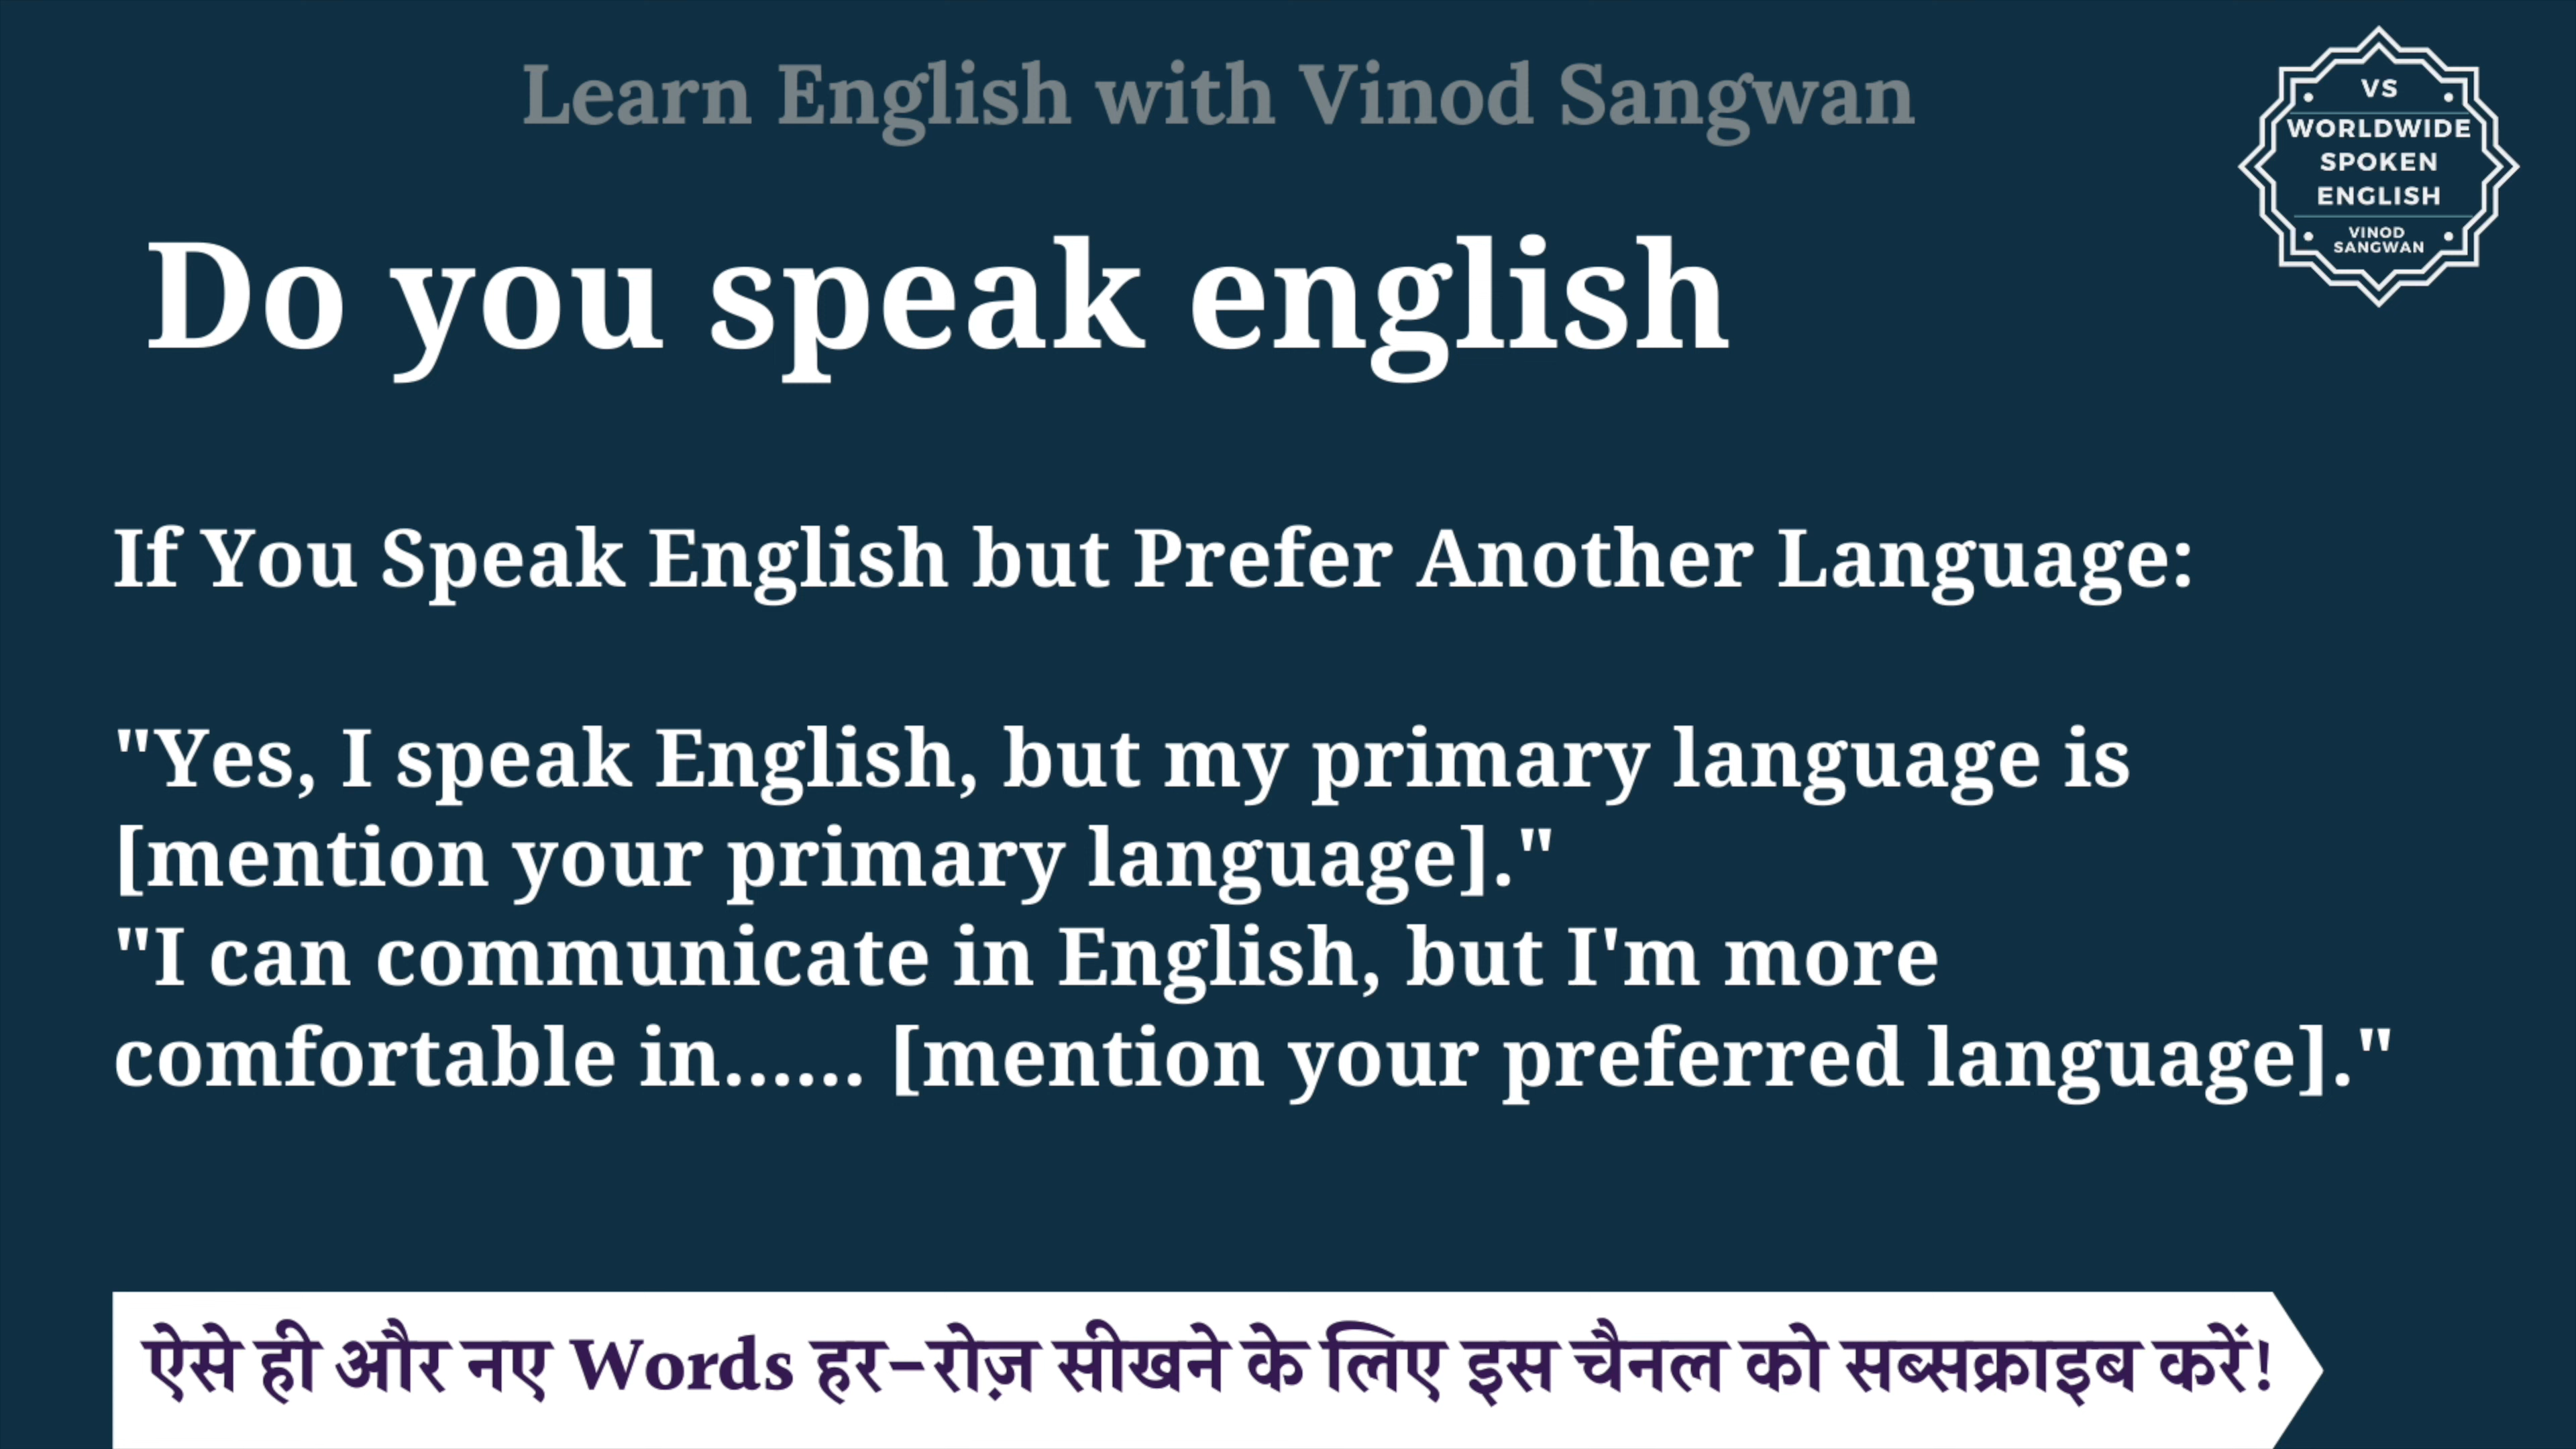 Learn English with Vinod Sangwan
VS
WORLDWIDE
SPOKEN
ENGLISH
VINOD
SANGWAN
Do you speak english
If You Speak English but Prefer Another Language:
"Yes, I speak English, but my primary language is
[mention your primary language]."
"I can communicate in English, but I'm more
comfortable in...... [mention your preferred language]."
ऐसे ही और नए Words हर-रोज़ सीखने के लिए इस चैनल को सब्सक्राइब करें!